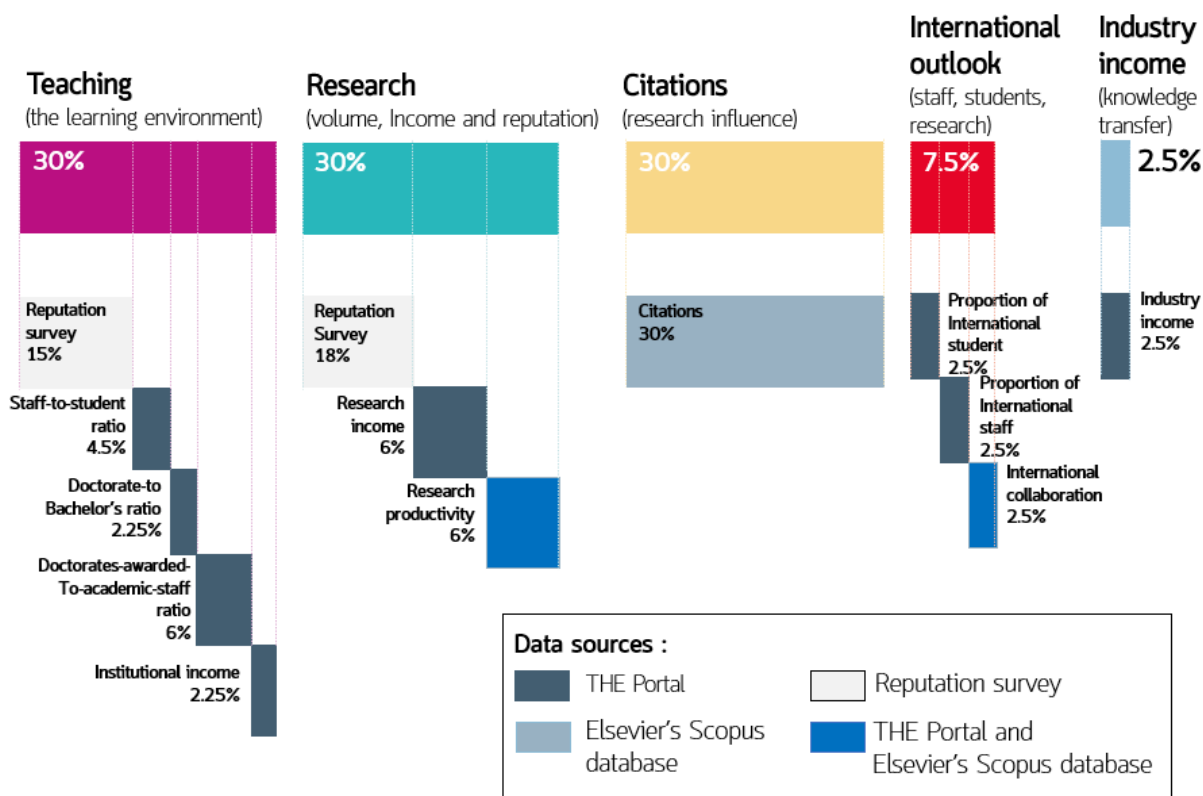 Teaching
(the learning environment)
30%
Reputation
survey
15%
Staff-to-student
ratio
4.5%
Doctorate-to
Bachelor's ratio
2.25%
Doctorates-awarded-
To-academic-staff
ratio
6%
Institutional income
2.25%
Research
(volume, Income and reputation)
30%
Reputation
Survey
18%
Research
income
6%
Research
productivity
6%
Citations
(research influence)
30%
Citations
30%
International
outlook
(staff, students,
research)
7.5%
Proportion of
International
student
2.5%
Proportion of
International
staff
2.5%
International
collaboration
2.5%
Industry
income
(knowledge
transfer)
2.5%
Industry
income
2.5%
Data sources :
THE Portal
Reputation survey
Elsevier's Scopus
database
THE Portal and
Elsevier's Scopus database